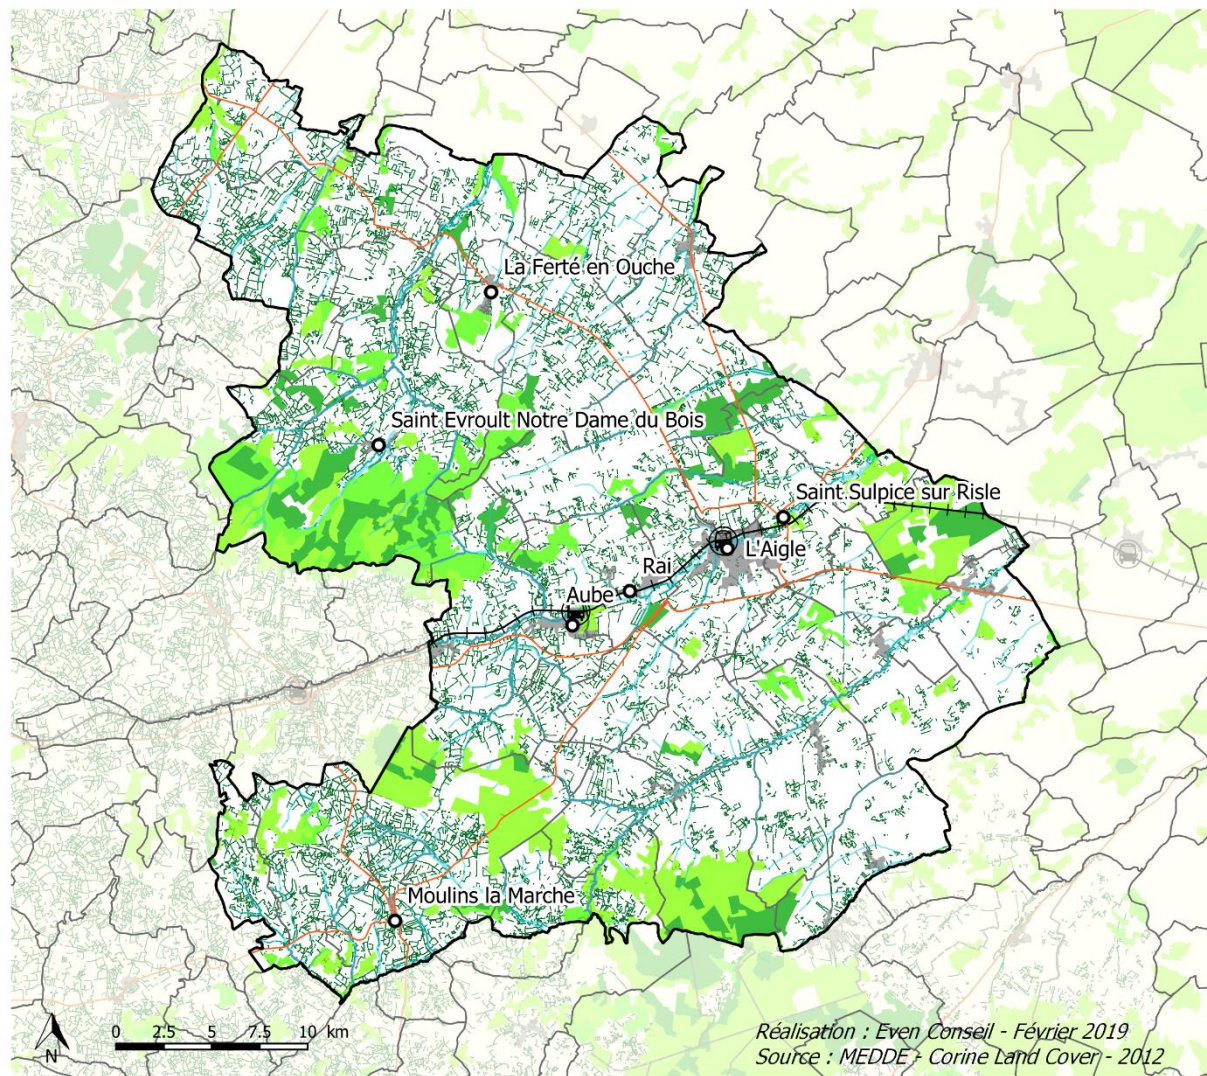 La Ferté en Ouche
Saint Evroult Notre Dame du Bois
Saint Sulpice sur Risle
L'Aigle
Rai
Aube
Moulins la Marche
N
0 2.5 5 7.5 10 km
Réalisation : Even Conseil - Février 2019
Source : MEDDE - Corine Land Cover - 2012